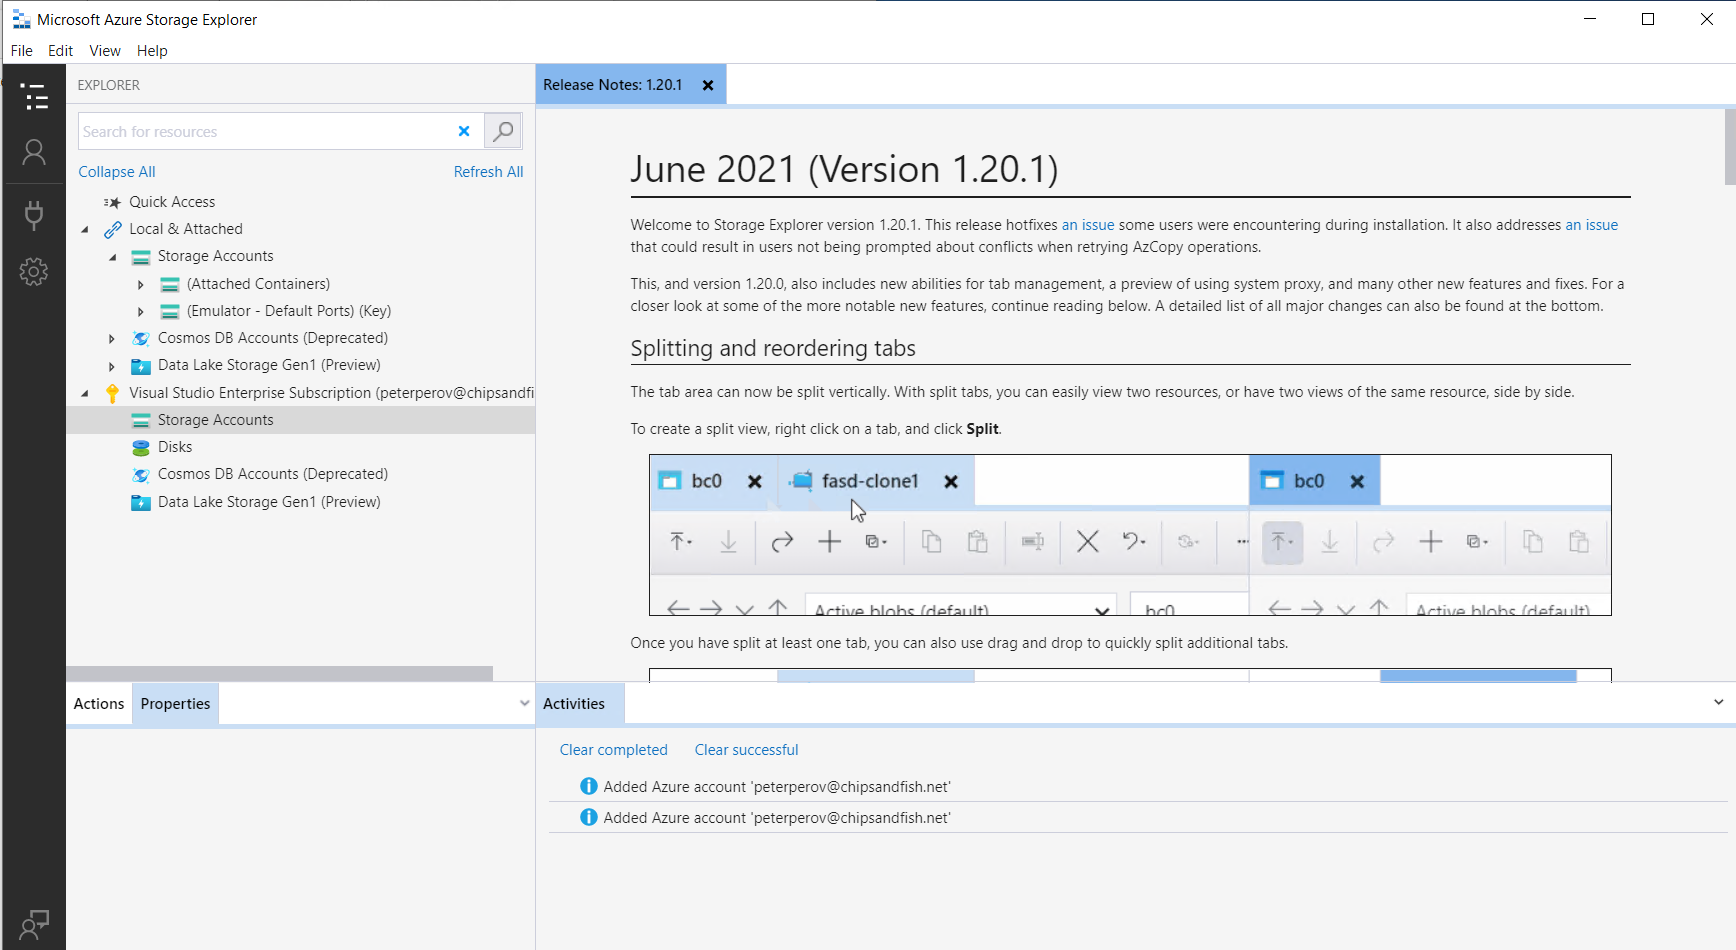 Microsoft Azure Storage Explorer
File Edit View Help
EXPLORER
Search for resources
Collapse All Refresh All
Quick Access
Local & Attached
Storage Accounts
(Attached Containers)
(Emulator - Default Ports) (Key)
Cosmos DB Accounts (Deprecated)
Data Lake Storage Gen1 (Preview)
Visual Studio Enterprise Subscription (peterperov@chipsandfi
Storage Accounts
Disks
Cosmos DB Accounts (Deprecated)
Data Lake Storage Gen1 (Preview)
Actions Properties
Release Notes: 1.20.1
June 2021 (Version 1.20.1)
Welcome to Storage Explorer version 1.20.1. This release hotfixes an issue some users were encountering during installation. It also addresses an issue
that could result in users not being prompted about conflicts when retrying AzCopy operations.
This, and version 1.20.0, also includes new abilities for tab management, a preview of using system proxy, and many other new features and fixes. For a
closer look at some of the more notable new features, continue reading below. A detailed list of all major changes can also be found at the bottom.
Splitting and reordering tabs
The tab area can now be split vertically. With split tabs, you can easily view two resources, or have two views of the same resource, side by side.
To create a split view, right click on a tab, and click Split.
bc0 fasd-clone1 bc0
Active blobs (default) bc0 Active blobs (default)
Once you have split at least one tab, you can also use drag and drop to quickly split additional tabs.
Activities
Clear completed Clear successful
Added Azure account 'peterperov@chipsandfish.net'
Added Azure account 'peterperov@chipsandfish.net'